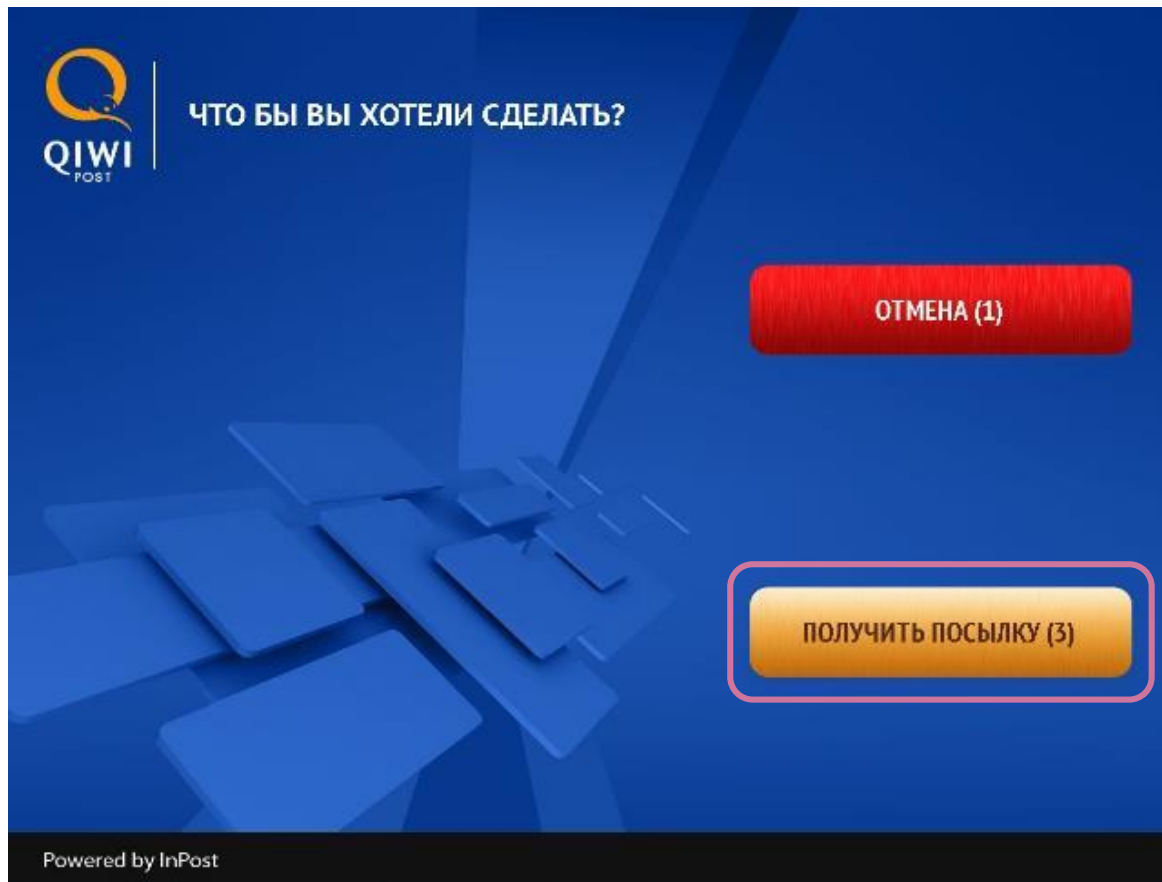 QIWI
POST
ЧТО БЫ ВЫ ХОТЕЛИ СДЕЛАТЬ?
ОТМЕНА (1)
ПОЛУЧИТЬ ПОСЫЛКУ (3)
Powered by InPost